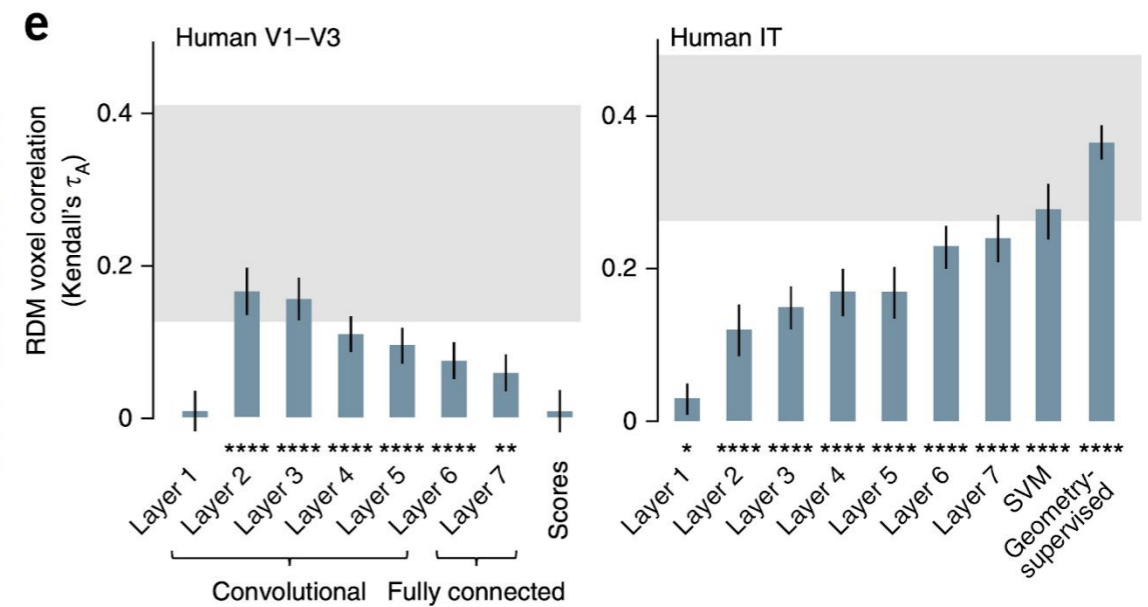 e
Human V1–V3
RDM voxel correlation
(Kendall's τA)
0.4
0.2
0
**** **** **** **** **** **
Layer 1
Layer 2
Layer 3
Layer 4
Layer 5
Layer 6
Layer 7
Scores
Convolutional
Fully connected
Human IT
0.4
0.2
0
* **** **** **** **** **** **** **** ****
Layer 1
Layer 2
Layer 3
Layer 4
Layer 5
Layer 6
Layer 7
SVM
Geometry-
supervised